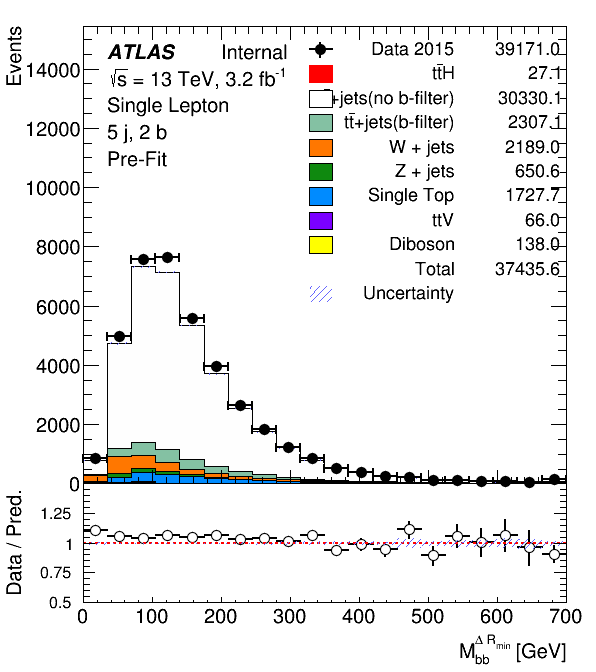 Events
ATLAS Internal
√s = 13 TeV, 3.2 fb⁻¹
Single Lepton
5 j, 2 b
Pre-Fit
Data 2015 39171.0
tt̄H 27.1
+jets(no b-filter) 30330.1
tt̄+jets(b-filter) 2307.1
W + jets 2189.0
Z + jets 650.6
Single Top 1727.7
ttV 66.0
Diboson 138.0
Total 37435.6
Uncertainty
14000
12000
10000
8000
6000
4000
2000
0
Data / Pred.
1.25
1
0.75
0.5
0 100 200 300 400 500 600 700
M_bb^{Δ R_min} [GeV]